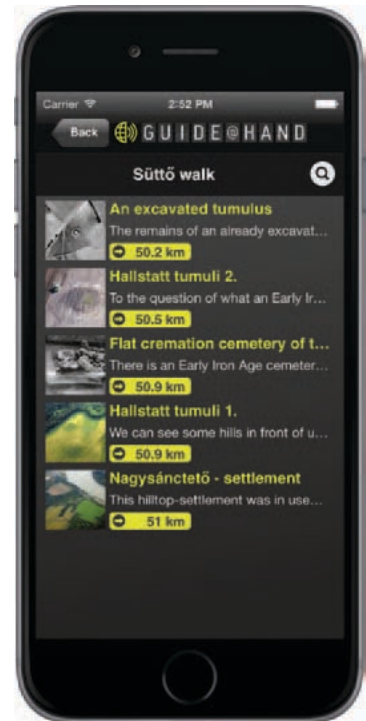 Carrier 2:52 PM
Back GUIDE@HAND
Süttő walk
An excavated tumulus
The remains of an already excavat...
50.2 km
Hallstatt tumuli 2.
To the question of what an Early Ir...
50.5 km
Flat cremation cemetery of t...
There is an Early Iron Age cemeter...
50.9 km
Hallstatt tumuli 1.
We can see some hills in front of u...
50.9 km
Nagysánctető - settlement
This hilltop-settlement was in use...
51 km